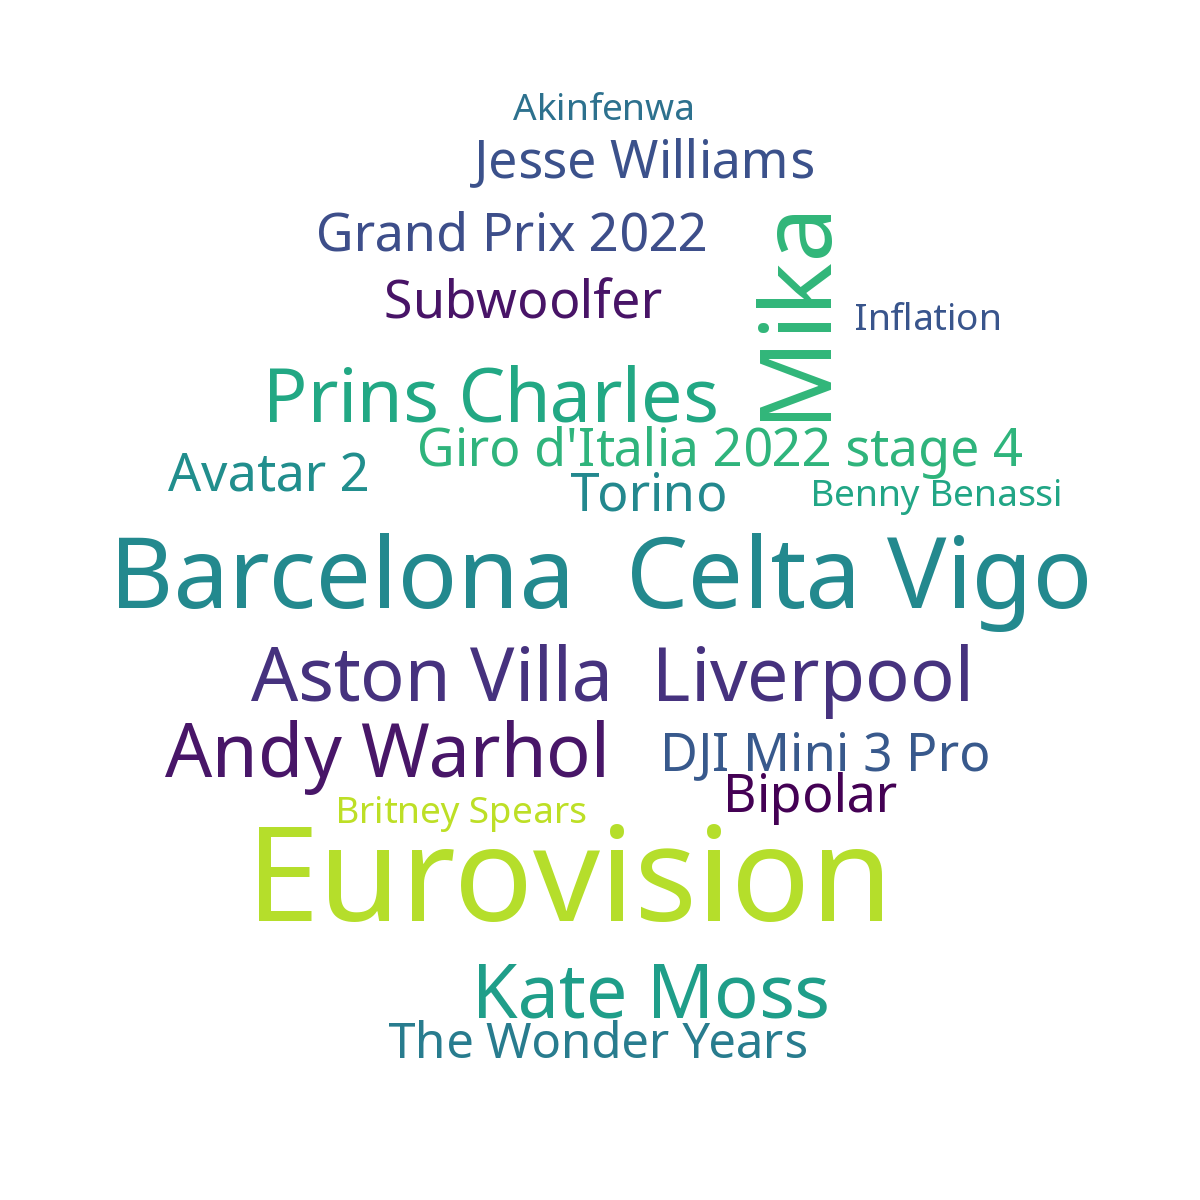 Akinfenwa
Jesse Williams
Grand Prix 2022
Mika
Subwoolfer
Inflation
Prins Charles
Giro d'Italia 2022 stage 4
Avatar 2
Torino
Benny Benassi
Barcelona
Celta Vigo
Aston Villa
Liverpool
Andy Warhol
DJI Mini 3 Pro
Bipolar
Britney Spears
Eurovision
Kate Moss
The Wonder Years